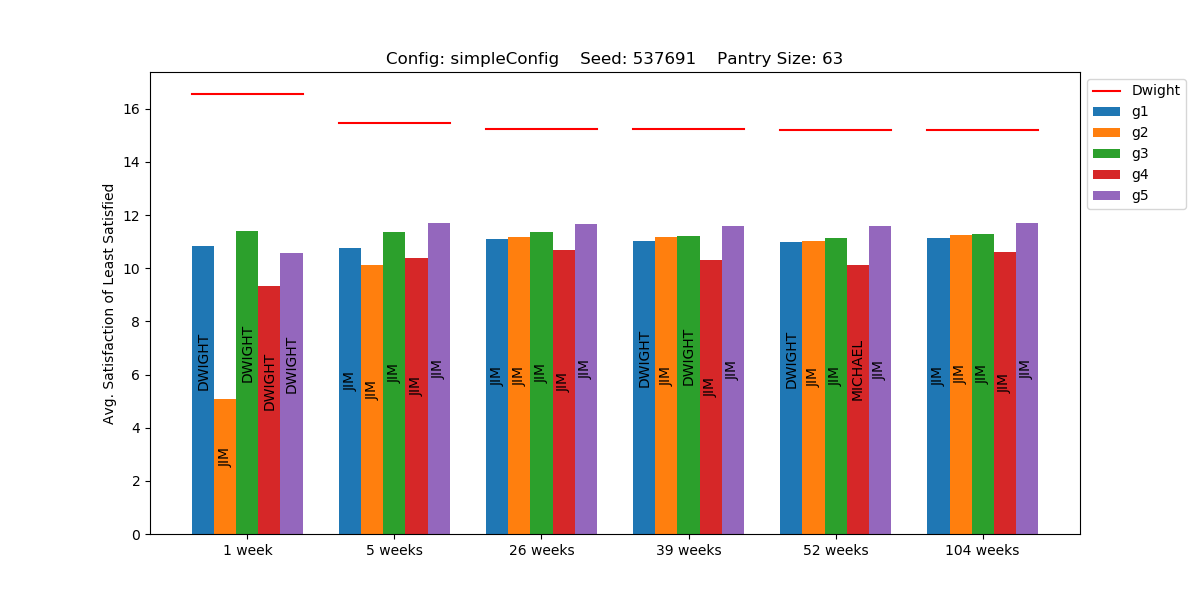 Config: simpleConfig    Seed: 537691    Pantry Size: 63
Avg. Satisfaction of Least Satisfied
16
14
12
10
8
6
4
2
0
DWIGHT
JIM
DWIGHT
DWIGHT
DWIGHT
JIM
JIM
JIM
JIM
JIM
JIM
JIM
JIM
JIM
JIM
DWIGHT
JIM
DWIGHT
JIM
JIM
DWIGHT
JIM
JIM
MICHAEL
JIM
JIM
JIM
JIM
JIM
JIM
1 week
5 weeks
26 weeks
39 weeks
52 weeks
104 weeks
Dwight
g1
g2
g3
g4
g5